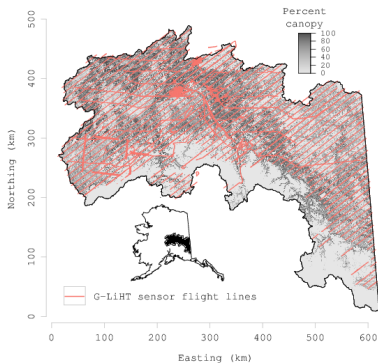 Percent
canopy
100
80
60
40
20
0
Northing (km)
500
400
300
200
100
0
G-LiHT sensor flight lines
0 100 200 300 400 500 600
Easting (km)